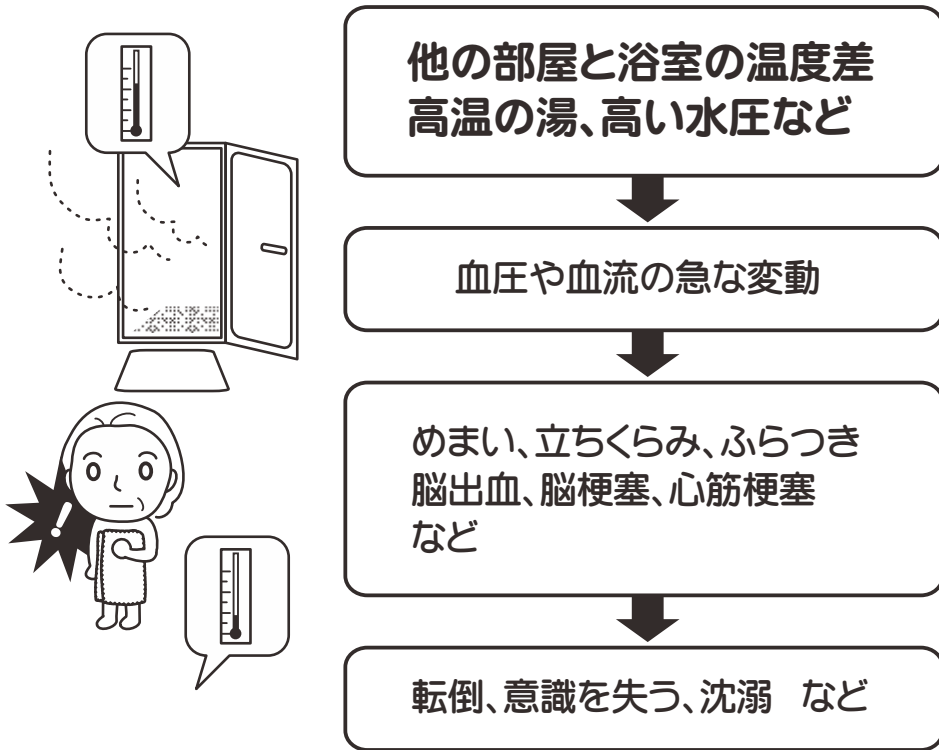 他の部屋と浴室の温度差
高温の湯、高い水圧など
血圧や血流の急な変動
めまい、立ちくらみ、ふらつき
脳出血、脳梗塞、心筋梗塞
など
!
転倒、意識を失う、沈溺 など